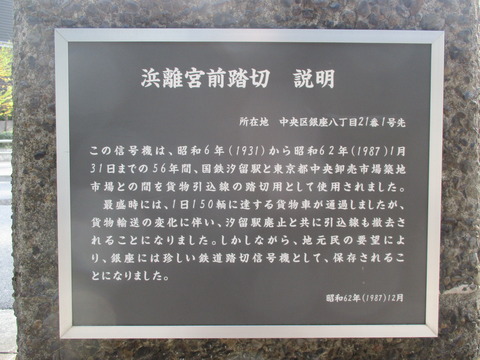 浜離宮前踏切　説明
所在地　中央区銀座八丁目21番1号先
この信号機は、昭和6年(1931)から昭和62年(1987)1月
31日までの56年間、国鉄汐留駅と東京都中央卸売市場築地
市場との間を貨物引込線の踏切用として使用されました。
最盛時には、1日150輌に達する貨物車が通過しましたが、
貨物輸送の変化に伴い、汐留駅廃止と共に引込線も撤去さ
れることになりました。しかしながら、地元民の要望によ
り、銀座には珍しい鉄道踏切信号機として、保存されるこ
とになりました。
昭和62年(1987)12月